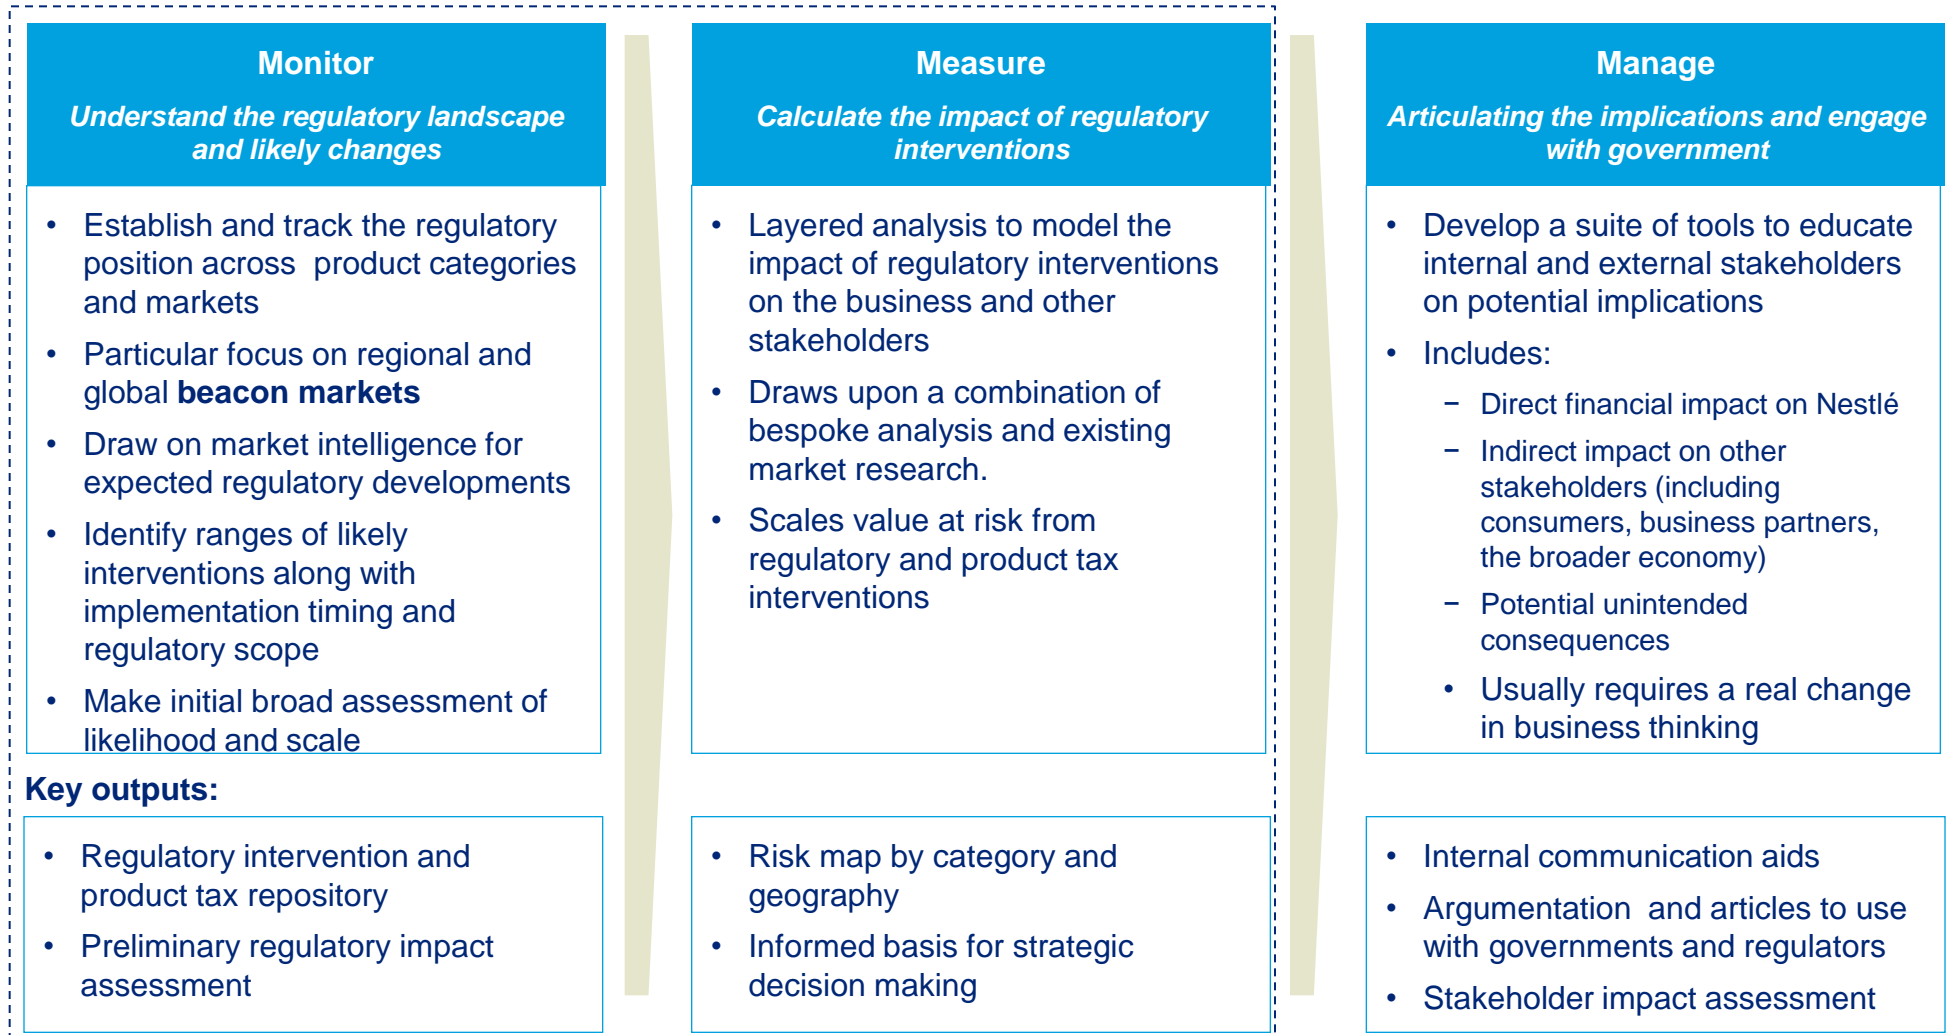 Monitor
Understand the regulatory landscape
and likely changes
• Establish and track the regulatory
position across  product categories
and markets
• Particular focus on regional and
global beacon markets
• Draw on market intelligence for
expected regulatory developments
• Identify ranges of likely
interventions along with
implementation timing and
regulatory scope
• Make initial broad assessment of
likelihood and scale
Measure
Calculate the impact of regulatory
interventions
• Layered analysis to model the
impact of regulatory interventions
on the business and other
stakeholders
• Draws upon a combination of
bespoke analysis and existing
market research.
• Scales value at risk from
regulatory and product tax
interventions
Manage
Articulating the implications and engage
with government
• Develop a suite of tools to educate
internal and external stakeholders
on potential implications
• Includes:
− Direct financial impact on Nestlé
− Indirect impact on other
stakeholders (including
consumers, business partners,
the broader economy)
− Potential unintended
consequences
• Usually requires a real change
in business thinking
Key outputs:
• Regulatory intervention and
product tax repository
• Preliminary regulatory impact
assessment
• Risk map by category and
geography
• Informed basis for strategic
decision making
• Internal communication aids
• Argumentation  and articles to use
with governments and regulators
• Stakeholder impact assessment